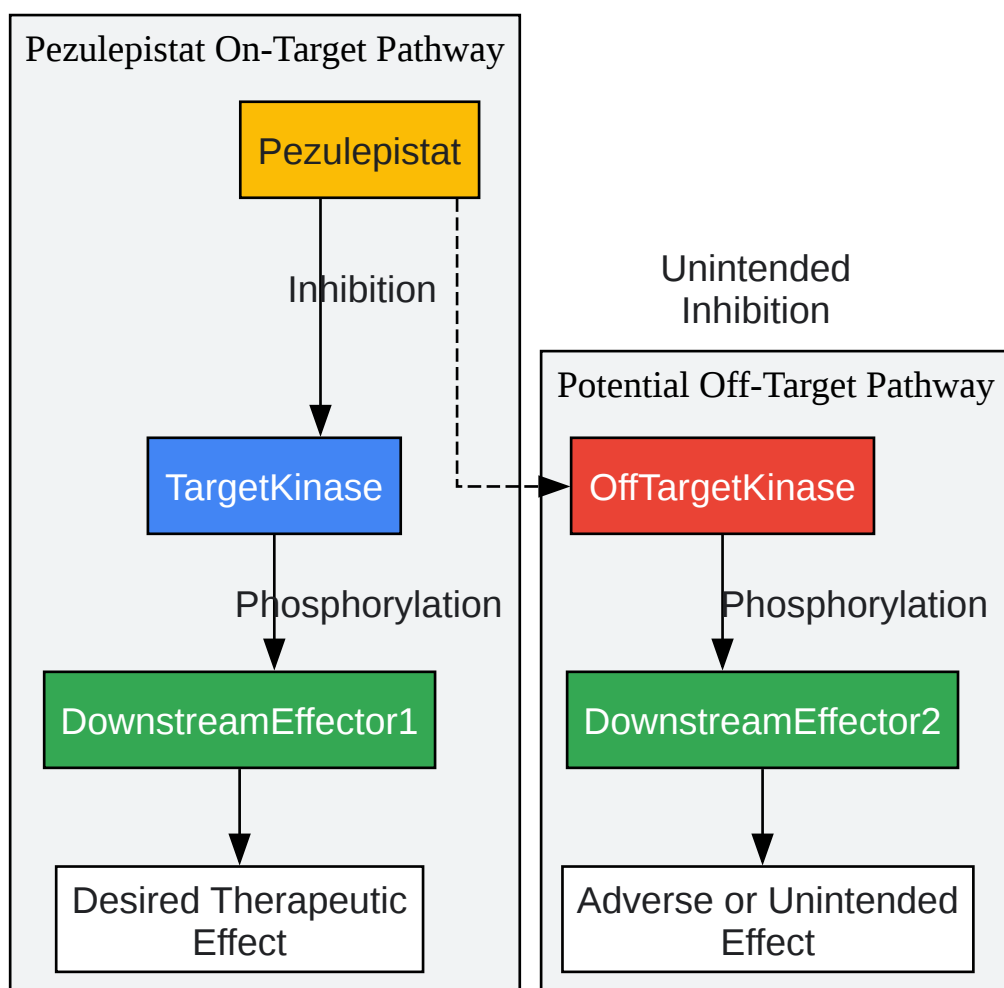 Pezulepistat On-Target Pathway
Pezulepistat
Inhibition
TargetKinase
Phosphorylation
DownstreamEffector1
Desired Therapeutic
Effect
Unintended
Inhibition
Potential Off-Target Pathway
OffTargetKinase
Phosphorylation
DownstreamEffector2
Adverse or Unintended
Effect